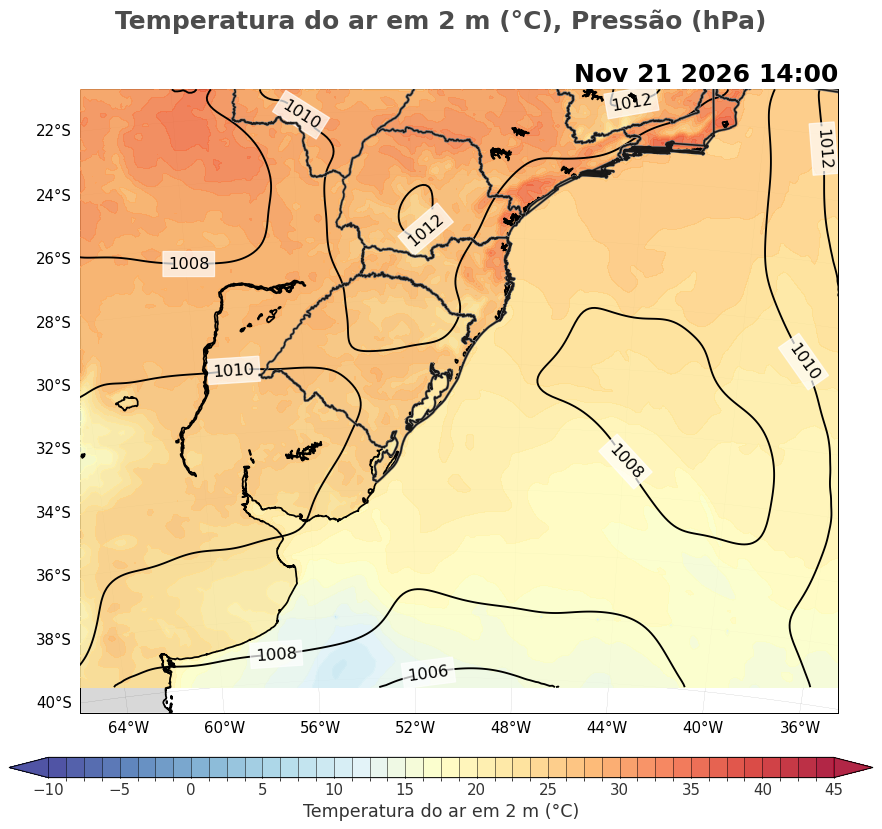 Temperatura do ar em 2 m (°C), Pressão (hPa)
Nov 21 2026 14:00
1010
1012
1012
22°S
24°S
1012
26°S
1008
28°S
1010
1010
30°S
32°S
1008
34°S
36°S
38°S
1008
1006
40°S
64°W 60°W 56°W 52°W 48°W 44°W 40°W 36°W
−10 −5 0 5 10 15 20 25 30 35 40 45
Temperatura do ar em 2 m (°C)